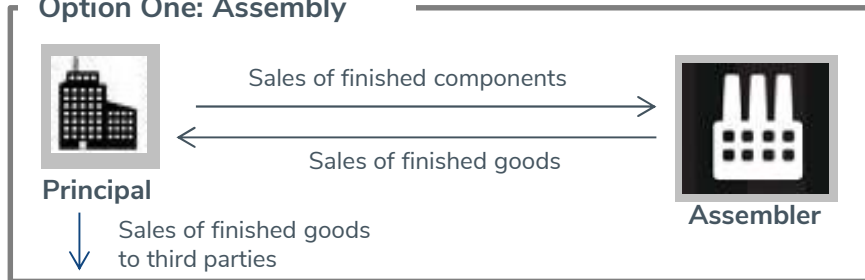 Option One: Assembly
Sales of finished components
Sales of finished goods
Principal
Assembler
Sales of finished goods
to third parties